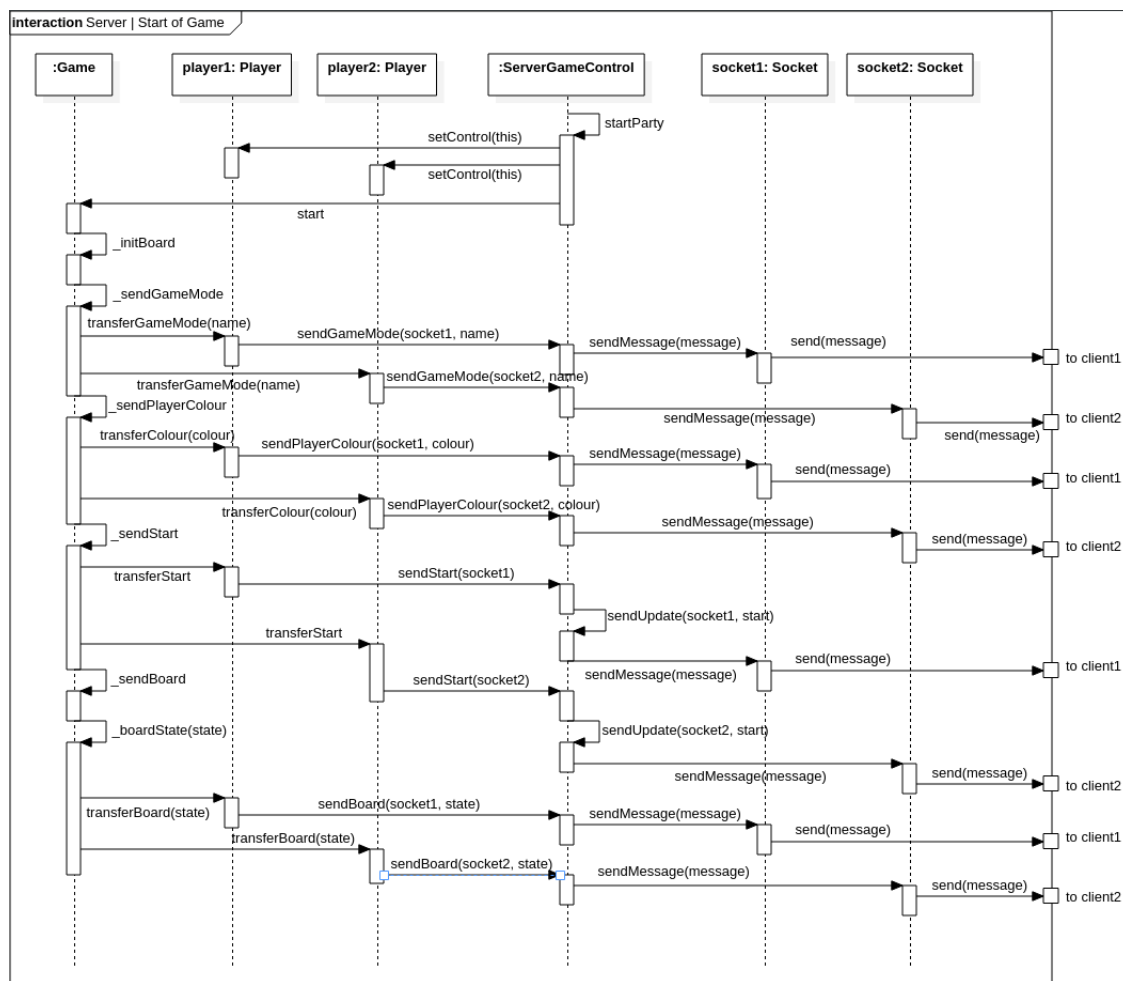 interaction Server | Start of Game
:Game
player1: Player
player2: Player
:ServerGameControl
socket1: Socket
socket2: Socket
startParty
setControl(this)
setControl(this)
start
_initBoard
_sendGameMode
transferGameMode(name)
sendGameMode(socket1, name)
sendMessage(message)
send(message)
to client1
transferGameMode(name)
sendGameMode(socket2, name)
_sendPlayerColour
sendMessage(message)
send(message)
to client2
transferColour(colour)
sendPlayerColour(socket1, colour)
sendMessage(message)
send(message)
to client1
transferColour(colour)
sendPlayerColour(socket2, colour)
sendMessage(message)
send(message)
to client2
_sendStart
transferStart
sendStart(socket1)
sendUpdate(socket1, start)
transferStart
sendMessage(message)
send(message)
to client1
_sendBoard
sendStart(socket2)
_boardState(state)
sendUpdate(socket2, start)
sendMessage(message)
send(message)
to client2
transferBoard(state)
sendBoard(socket1, state)
sendMessage(message)
send(message)
to client1
transferBoard(state)
sendBoard(socket2, state)
sendMessage(message)
send(message)
to client2